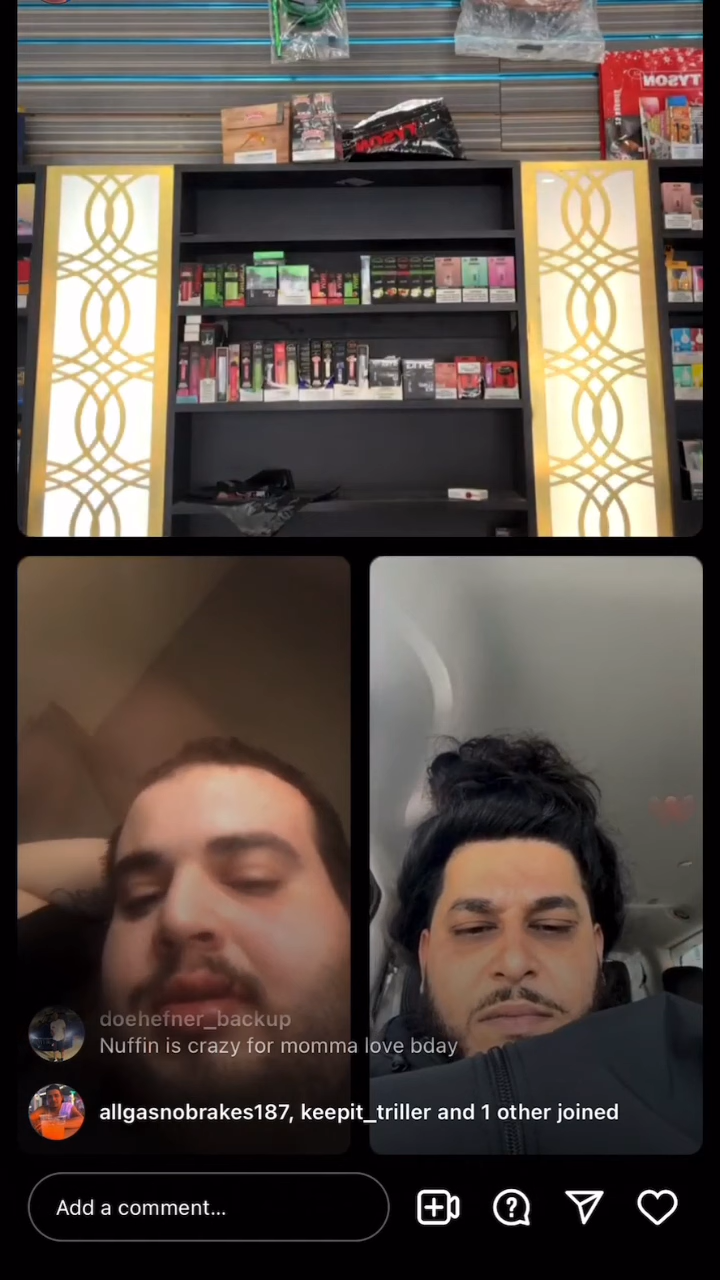 TYSON
TYSON
doehefner_backup
Nuffin is crazy for momma love bday
allgasnobrakes187, keepit_triller and 1 other joined
Add a comment...